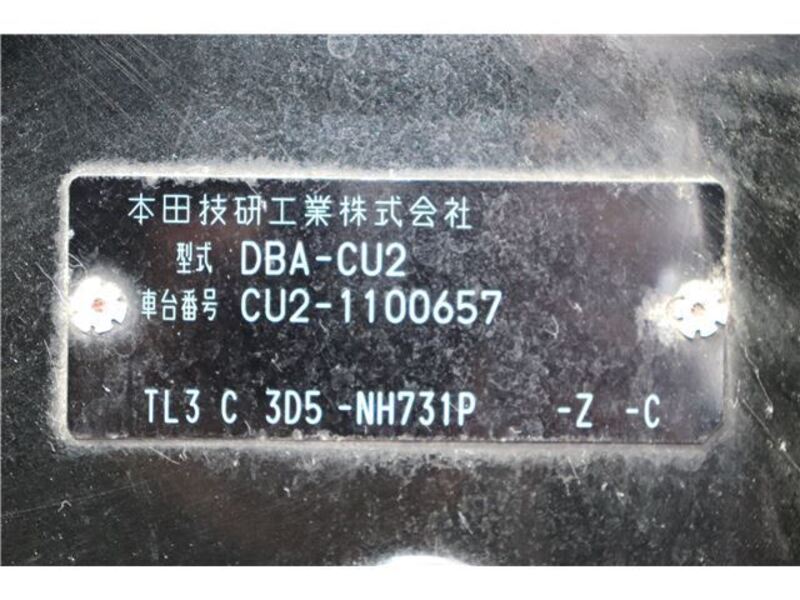 本田技研工業株式会社
型式 DBA-CU2
車台番号 CU2-1100657
TL3 C 3D5 -NH731P -Z -C